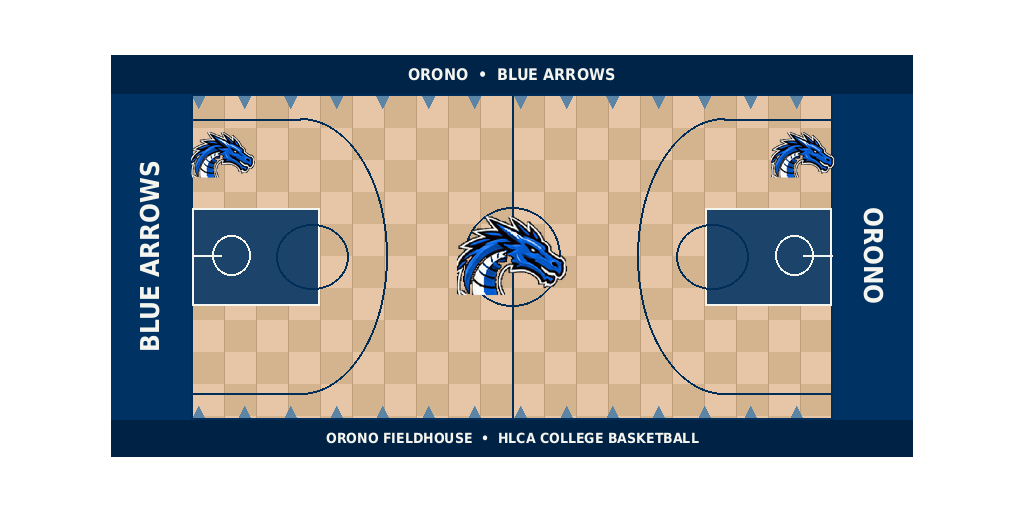 ORONO • BLUE ARROWS
BLUE ARROWS
ORONO
ORONO FIELDHOUSE • HLCA COLLEGE BASKETBALL